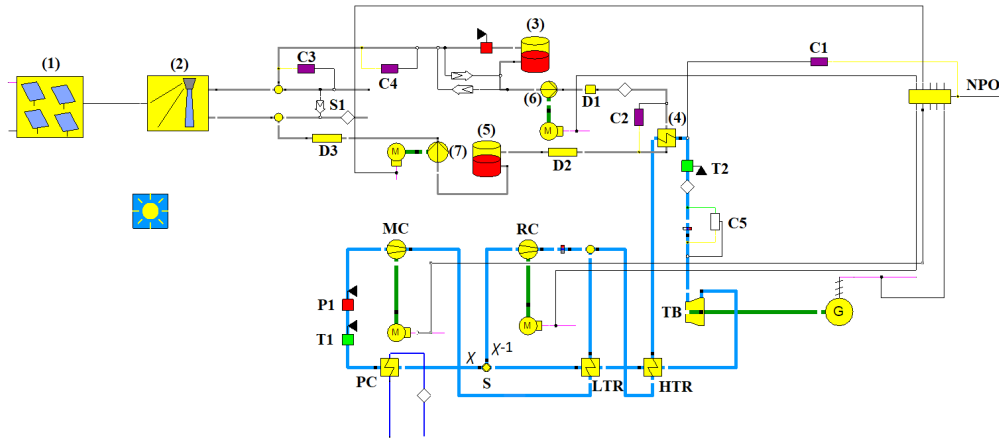 (1)
(2)
C3
C4
S1
D3
(3)
(6)
D1
M
C2
(4)
(5)
D2
M
(7)
C1
NPO
T2
C5
MC
RC
P1
T1
M
M
TB
G
X
X-1
PC
S
LTR
HTR